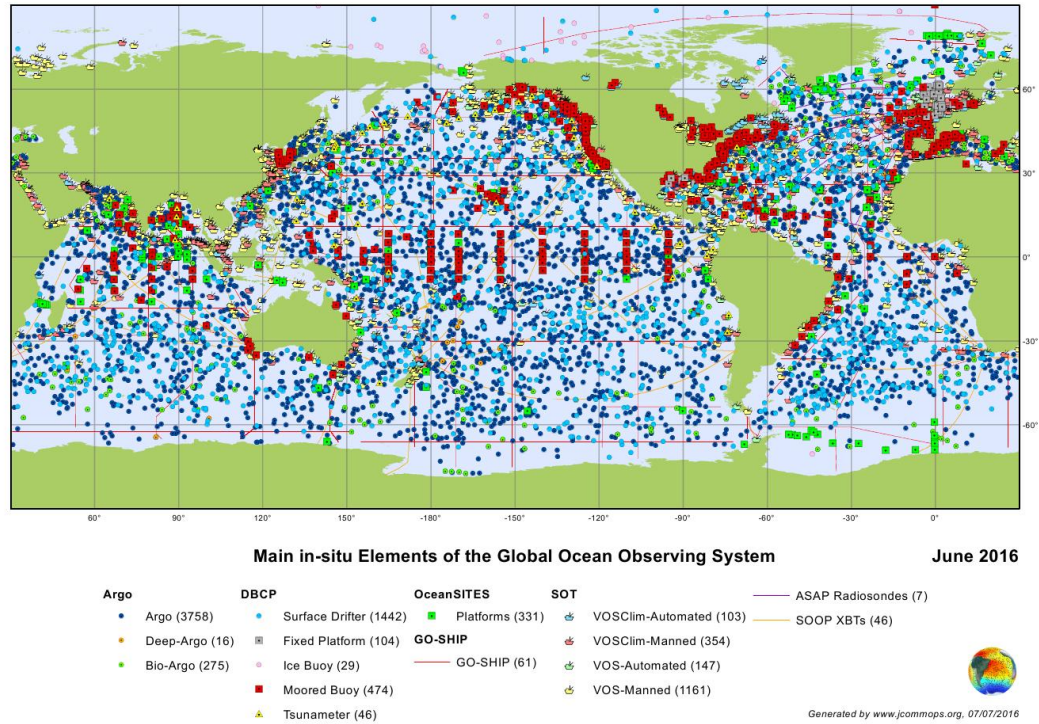 60°
30°
0°
-30°
-60°
60° 90° 120° 150° -180° -150° -120° -90° -60° -30° 0°
Main in-situ Elements of the Global Ocean Observing System June 2016
Argo DBCP OceanSITES SOT
Argo (3758) Surface Drifter (1442) Platforms (331) VOSClim-Automated (103) ASAP Radiosondes (7)
Deep-Argo (16) Fixed Platform (104) GO-SHIP VOSClim-Manned (354) SOOP XBTs (46)
Bio-Argo (275) Ice Buoy (29) GO-SHIP (61) VOS-Automated (147)
Moored Buoy (474) VOS-Manned (1161)
Tsunameter (46)
Generated by www.jcommops.org, 07/07/2016